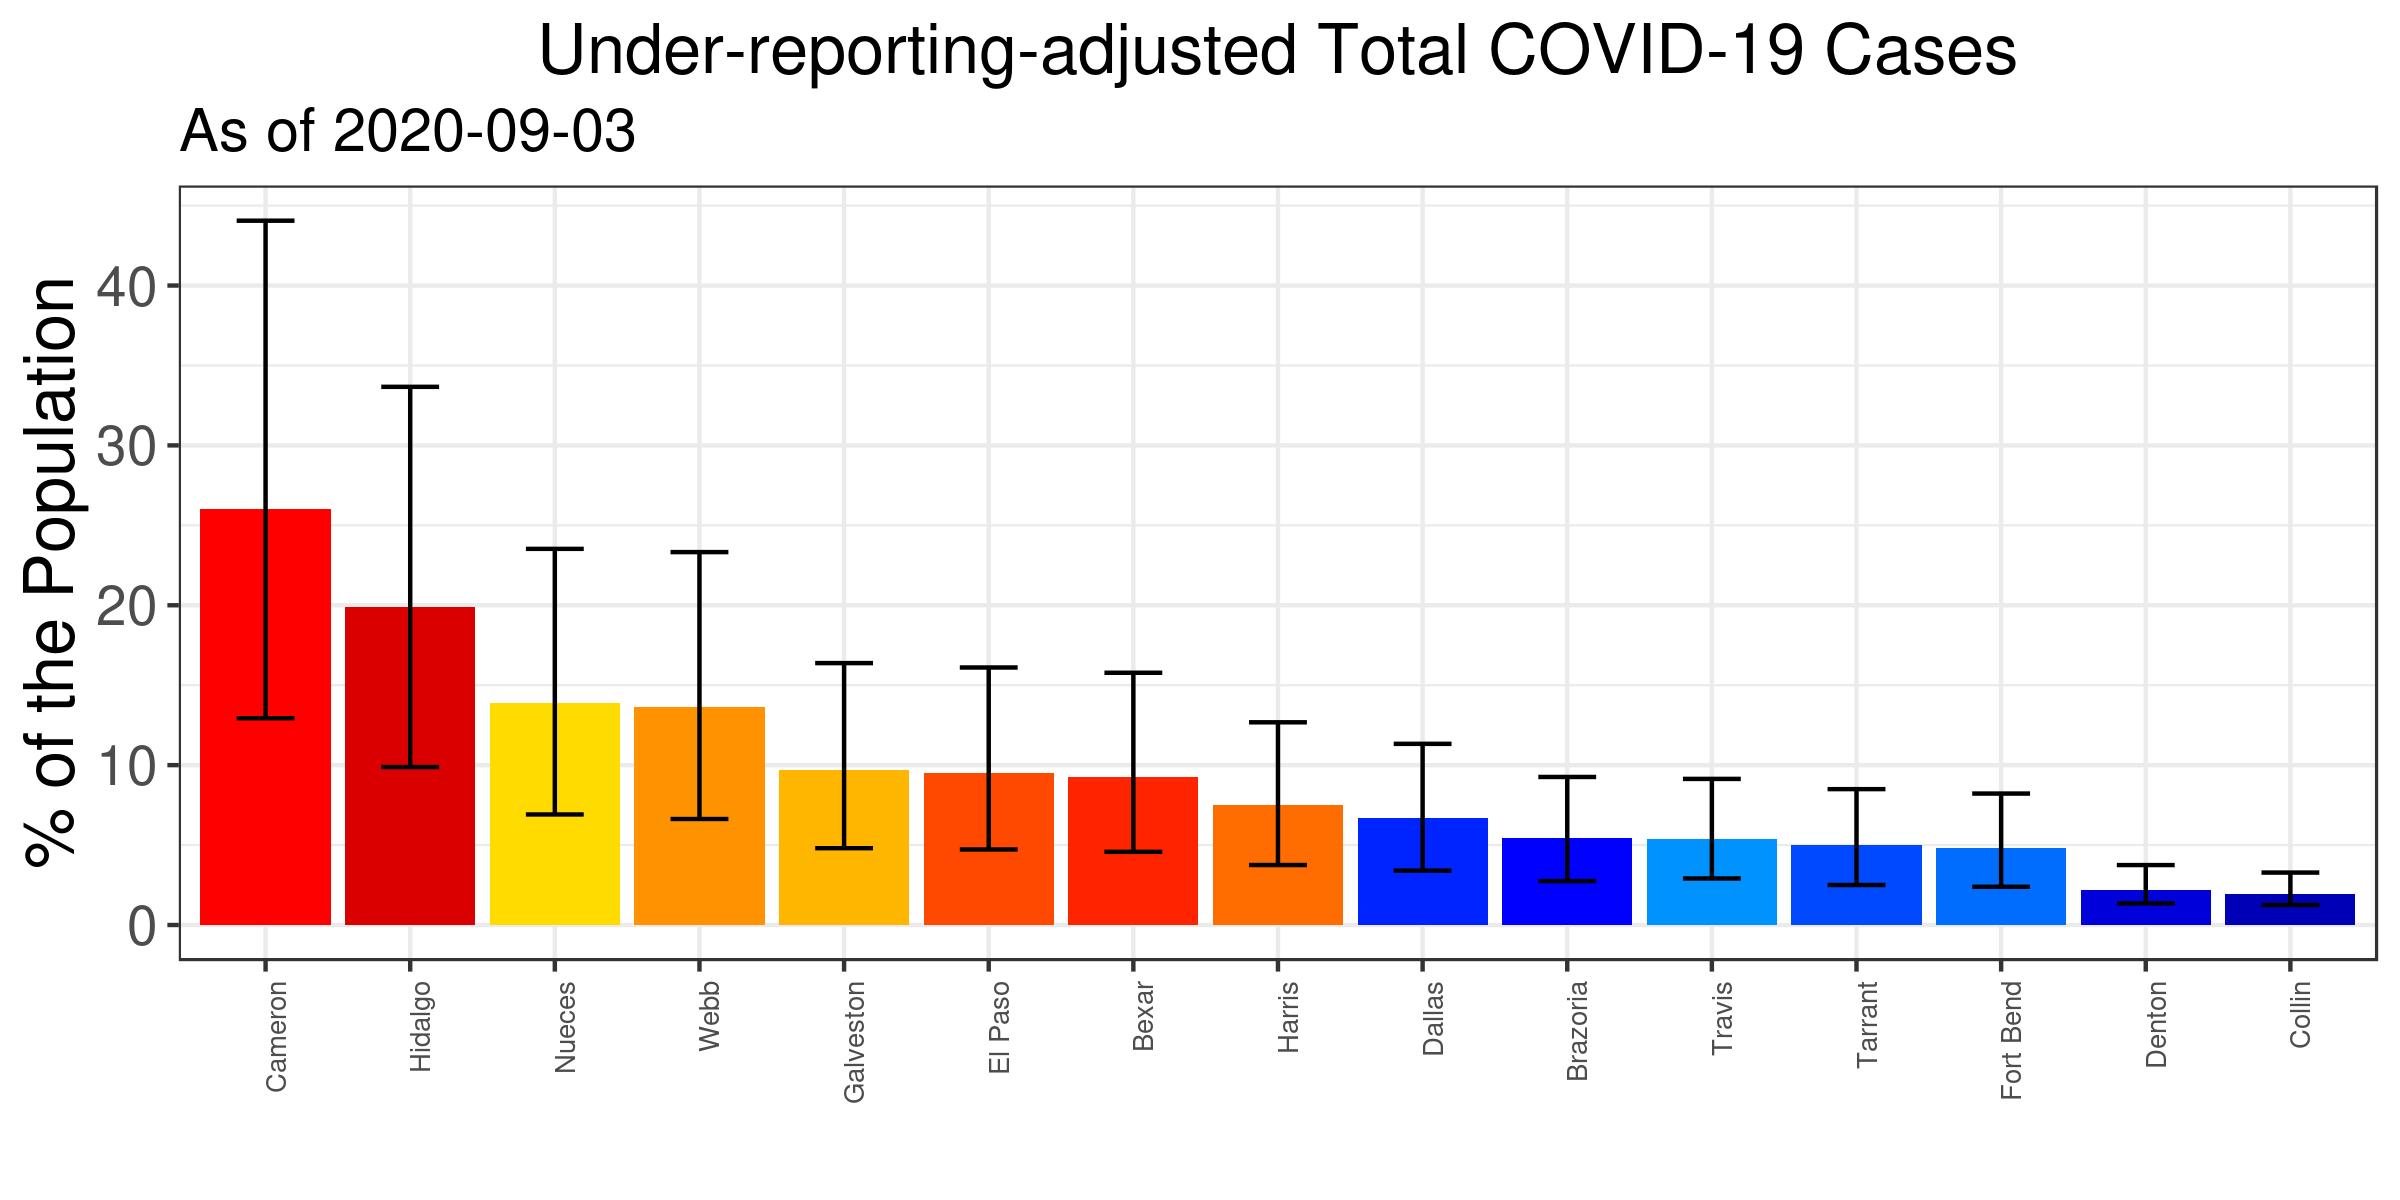 Under-reporting-adjusted Total COVID-19 Cases
As of 2020-09-03
% of the Population
40
30
20
10
0
Cameron
Hidalgo
Nueces
Webb
Galveston
El Paso
Bexar
Harris
Dallas
Brazoria
Travis
Tarrant
Fort Bend
Denton
Collin